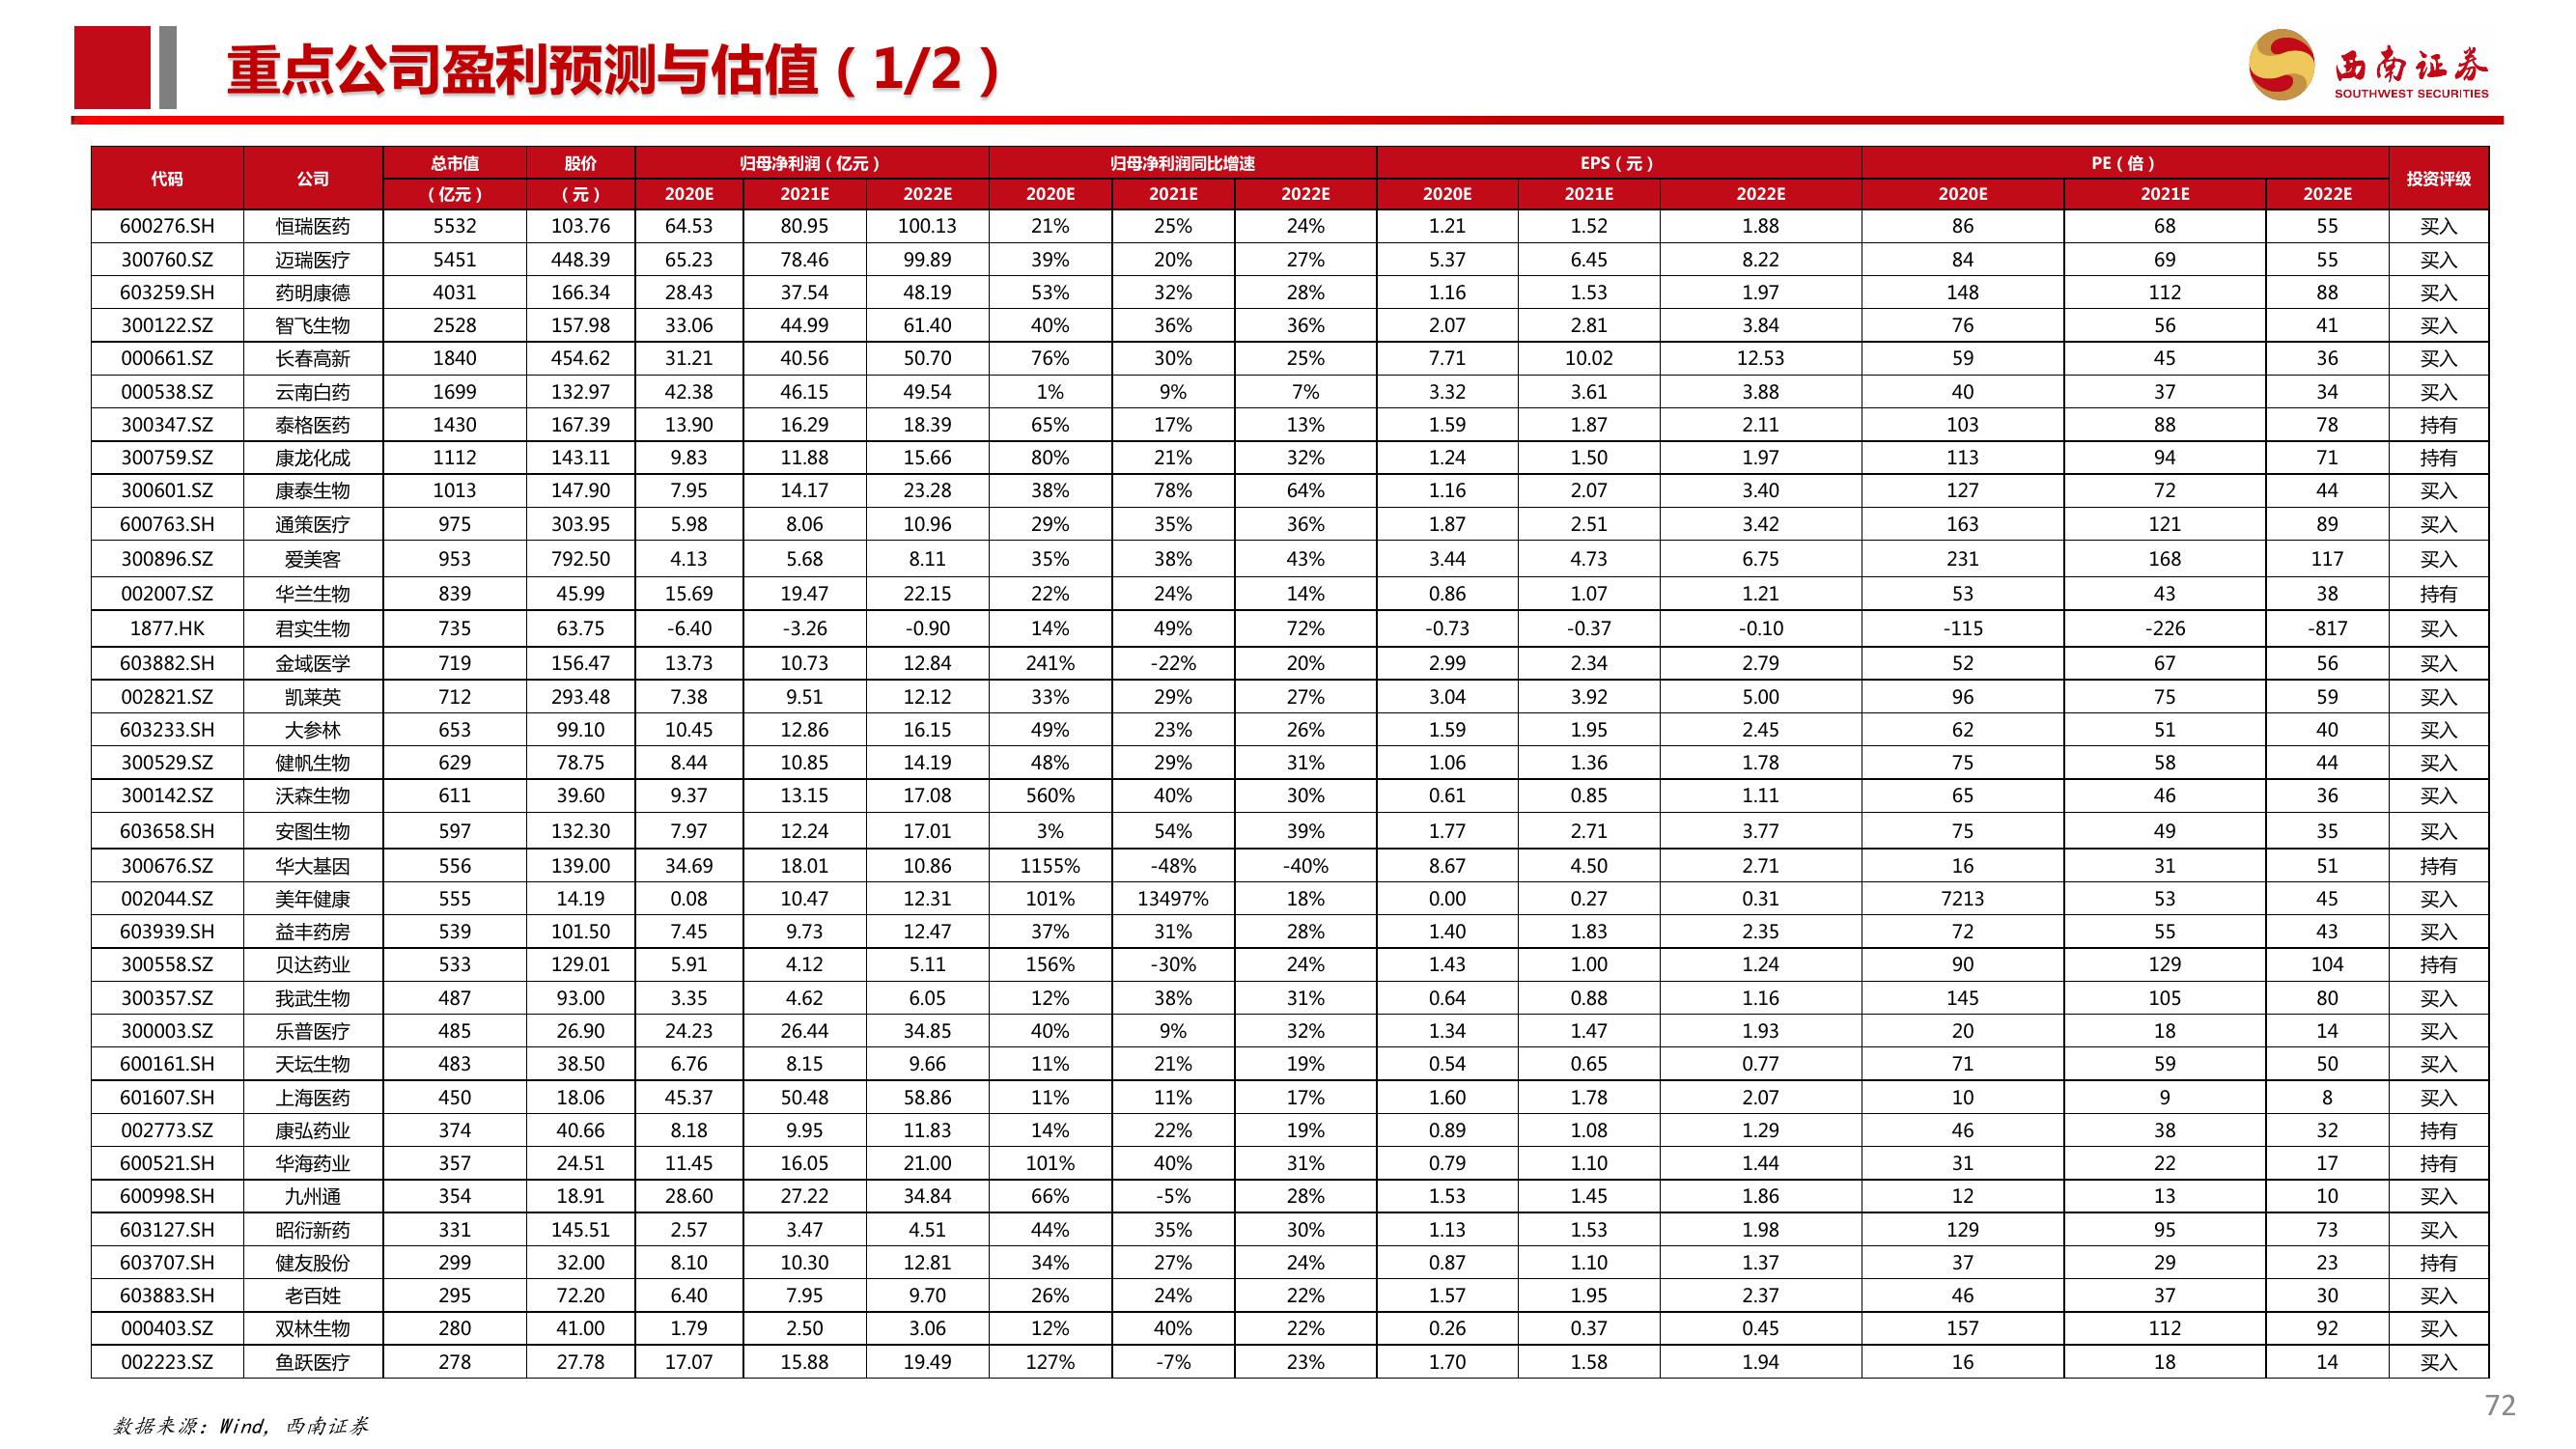 重点公司盈利预测与估值（1/2）
西南证券
SOUTHWEST SECURITIES
代码 公司 总市值 股价 归母净利润（亿元） 归母净利润同比增速 EPS（元） PE（倍） 投资评级
（亿元） （元） 2020E 2021E 2022E 2020E 2021E 2022E 2020E 2021E 2022E 2020E 2021E 2022E
600276.SH 恒瑞医药 5532 103.76 64.53 80.95 100.13 21% 25% 24% 1.21 1.52 1.88 86 68 55 买入
300760.SZ 迈瑞医疗 5451 448.39 65.23 78.46 99.89 39% 20% 27% 5.37 6.45 8.22 84 69 55 买入
603259.SH 药明康德 4031 166.34 28.43 37.54 48.19 53% 32% 28% 1.16 1.53 1.97 148 112 88 买入
300122.SZ 智飞生物 2528 157.98 33.06 44.99 61.40 40% 36% 36% 2.07 2.81 3.84 76 56 41 买入
000661.SZ 长春高新 1840 454.62 31.21 40.56 50.70 76% 30% 25% 7.71 10.02 12.53 59 45 36 买入
000538.SZ 云南白药 1699 132.97 42.38 46.15 49.54 1% 9% 7% 3.32 3.61 3.88 40 37 34 买入
300347.SZ 泰格医药 1430 167.39 13.90 16.29 18.39 65% 17% 13% 1.59 1.87 2.11 103 88 78 持有
300759.SZ 康龙化成 1112 143.11 9.83 11.88 15.66 80% 21% 32% 1.24 1.50 1.97 113 94 71 持有
300601.SZ 康泰生物 1013 147.90 7.95 14.17 23.28 38% 78% 64% 1.16 2.07 3.40 127 72 44 买入
600763.SH 通策医疗 975 303.95 5.98 8.06 10.96 29% 35% 36% 1.87 2.51 3.42 163 121 89 买入
300896.SZ 爱美客 953 792.50 4.13 5.68 8.11 35% 38% 43% 3.44 4.73 6.75 231 168 117 买入
002007.SZ 华兰生物 839 45.99 15.69 19.47 22.15 22% 24% 14% 0.86 1.07 1.21 53 43 38 持有
1877.HK 君实生物 735 63.75 -6.40 -3.26 -0.90 14% 49% 72% -0.73 -0.37 -0.10 -115 -226 -817 买入
603882.SH 金域医学 719 156.47 13.73 10.73 12.84 241% -22% 20% 2.99 2.34 2.79 52 67 56 买入
002821.SZ 凯莱英 712 293.48 7.38 9.51 12.12 33% 29% 27% 3.04 3.92 5.00 96 75 59 买入
603233.SH 大参林 653 99.10 10.45 12.86 16.15 49% 23% 26% 1.59 1.95 2.45 62 51 40 买入
300529.SZ 健帆生物 629 78.75 8.44 10.85 14.19 48% 29% 31% 1.06 1.36 1.78 75 58 44 买入
300142.SZ 沃森生物 611 39.60 9.37 13.15 17.08 560% 40% 30% 0.61 0.85 1.11 65 46 36 买入
603658.SH 安图生物 597 132.30 7.97 12.24 17.01 3% 54% 39% 1.77 2.71 3.77 75 49 35 买入
300676.SZ 华大基因 556 139.00 34.69 18.01 10.86 1155% -48% -40% 8.67 4.50 2.71 16 31 51 持有
002044.SZ 美年健康 555 14.19 0.08 10.47 12.31 101% 13497% 18% 0.00 0.27 0.31 7213 53 45 买入
603939.SH 益丰药房 539 101.50 7.45 9.73 12.47 37% 31% 28% 1.40 1.83 2.35 72 55 43 买入
300558.SZ 贝达药业 533 129.01 5.91 4.12 5.11 156% -30% 24% 1.43 1.00 1.24 90 129 104 持有
300357.SZ 我武生物 487 93.00 3.35 4.62 6.05 12% 38% 31% 0.64 0.88 1.16 145 105 80 买入
300003.SZ 乐普医疗 485 26.90 24.23 26.44 34.85 40% 9% 32% 1.34 1.47 1.93 20 18 14 买入
600161.SH 天坛生物 483 38.50 6.76 8.15 9.66 11% 21% 19% 0.54 0.65 0.77 71 59 50 买入
601607.SH 上海医药 450 18.06 45.37 50.48 58.86 11% 11% 17% 1.60 1.78 2.07 10 9 8 买入
002773.SZ 康弘药业 374 40.66 8.18 9.95 11.83 14% 22% 19% 0.89 1.08 1.29 46 38 32 持有
600521.SH 华海药业 357 24.51 11.45 16.05 21.00 101% 40% 31% 0.79 1.10 1.44 31 22 17 持有
600998.SH 九州通 354 18.91 28.60 27.22 34.84 66% -5% 28% 1.53 1.45 1.86 12 13 10 买入
603127.SH 昭衍新药 331 145.51 2.57 3.47 4.51 44% 35% 30% 1.13 1.53 1.98 129 95 73 买入
603707.SH 健友股份 299 32.00 8.10 10.30 12.81 34% 27% 24% 0.87 1.10 1.37 37 29 23 持有
603883.SH 老百姓 295 72.20 6.40 7.95 9.70 26% 24% 22% 1.57 1.95 2.37 46 37 30 买入
000403.SZ 双林生物 280 41.00 1.79 2.50 3.06 12% 40% 22% 0.26 0.37 0.45 157 112 92 买入
002223.SZ 鱼跃医疗 278 27.78 17.07 15.88 19.49 127% -7% 23% 1.70 1.58 1.94 16 18 14 买入
数据来源：Wind，西南证券
72